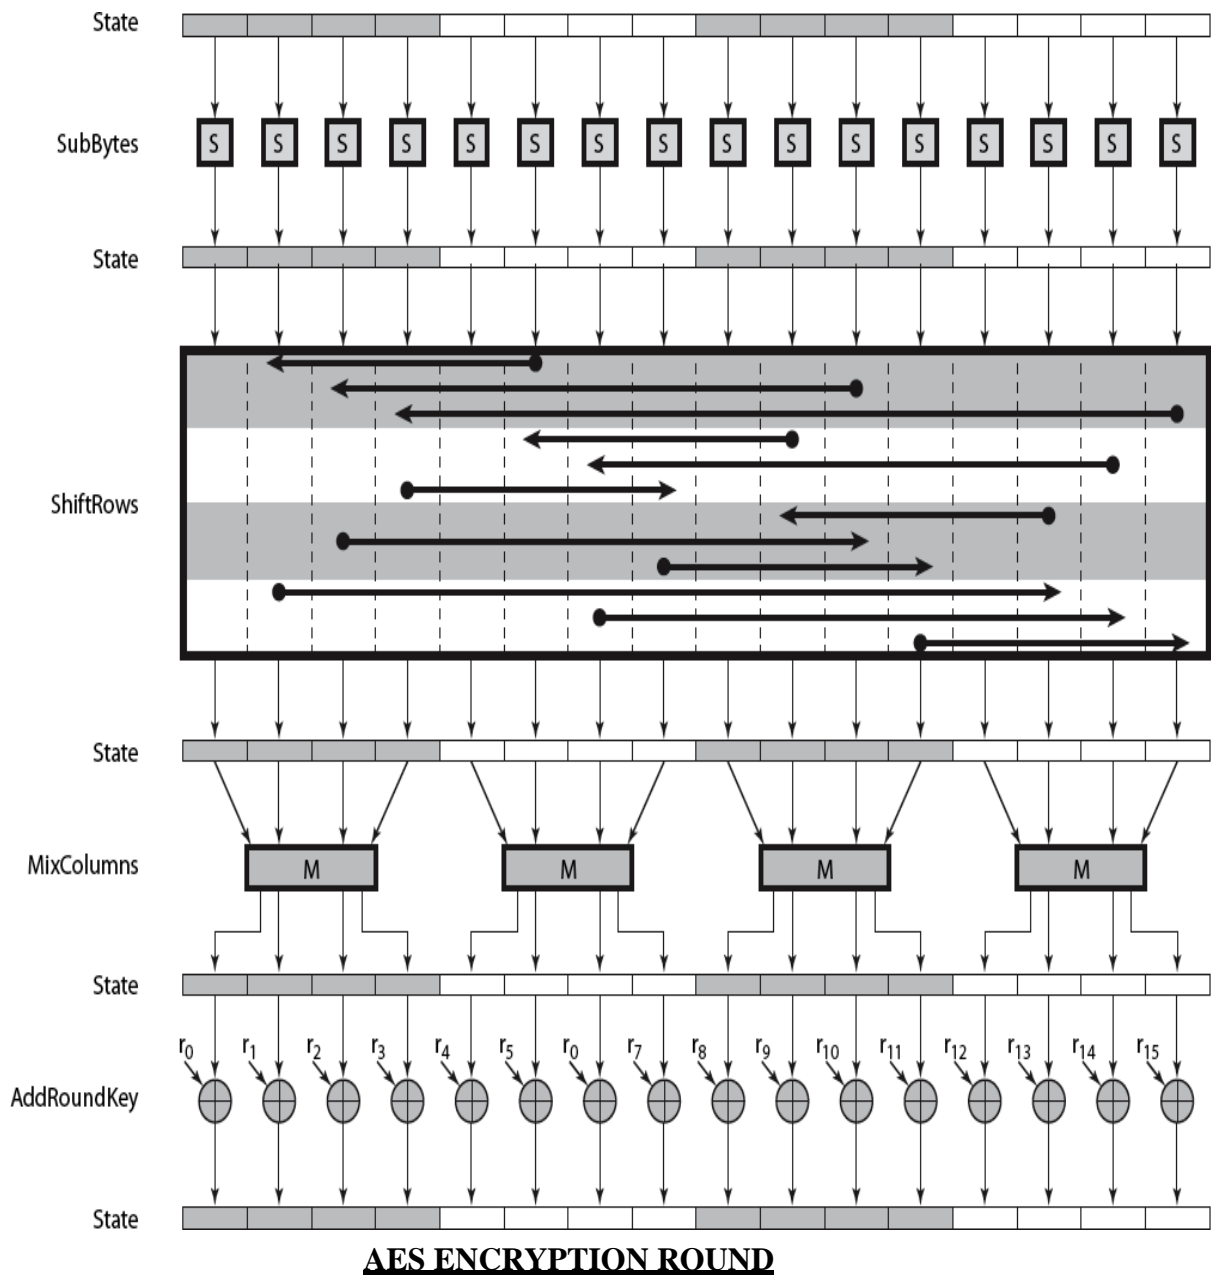 State
SubBytes
S S S S S S S S S S S S S S S S
State
ShiftRows
State
MixColumns
M M M M
State
r0 r1 r2 r3 r4 r5 r0 r7 r8 r9 r10 r11 r12 r13 r14 r15
AddRoundKey
State
AES ENCRYPTION ROUND